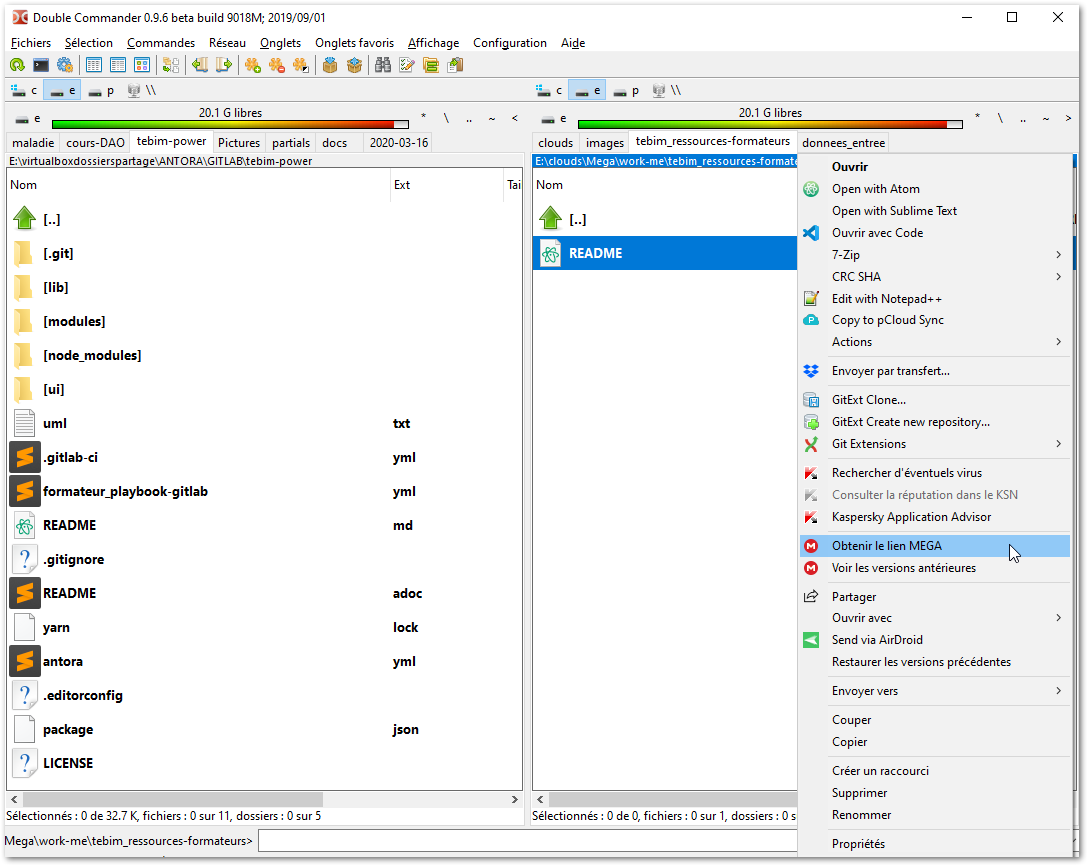 Double Commander 0.9.6 beta build 9018M; 2019/09/01
Fichiers Sélection Commandes Réseau Onglets Onglets favoris Affichage Configuration Aide
c e p \\
c e p \\
e 20.1 G libres * \ .. ~ <
e 20.1 G libres * \ .. ~ >
maladie cours-DAO tebim-power Pictures partials docs 2020-03-16
clouds images tebim_ressources-formateurs donnees_entree
E:\virtualboxdossierspartage\ANTORA\GITLAB\tebim-power
E:\clouds\Mega\work-me\tebim_ressources-formate
Nom Ext Tai
[..]
[.git]
[lib]
[modules]
[node_modules]
[ui]
uml txt
.gitlab-ci yml
formateur_playbook-gitlab yml
README md
.gitignore
README adoc
yarn lock
antora yml
.editorconfig
package json
LICENSE
Sélectionnés : 0 de 32.7 K, fichiers : 0 sur 11, dossiers : 0 sur 5
Nom
[..]
README
Sélectionnés : 0 de 0, fichiers : 0 sur 1, dossiers : 0 s
Mega\work-me\tebim_ressources-formateurs>
Ouvrir
Open with Atom
Open with Sublime Text
Ouvrir avec Code
7-Zip
CRC SHA
Edit with Notepad++
Copy to pCloud Sync
Actions
Envoyer par transfert...
GitExt Clone...
GitExt Create new repository...
Git Extensions
Rechercher d'éventuels virus
Consulter la réputation dans le KSN
Kaspersky Application Advisor
Obtenir le lien MEGA
Voir les versions antérieures
Partager
Ouvrir avec
Send via AirDroid
Restaurer les versions précédentes
Envoyer vers
Couper
Copier
Créer un raccourci
Supprimer
Renommer
Propriétés